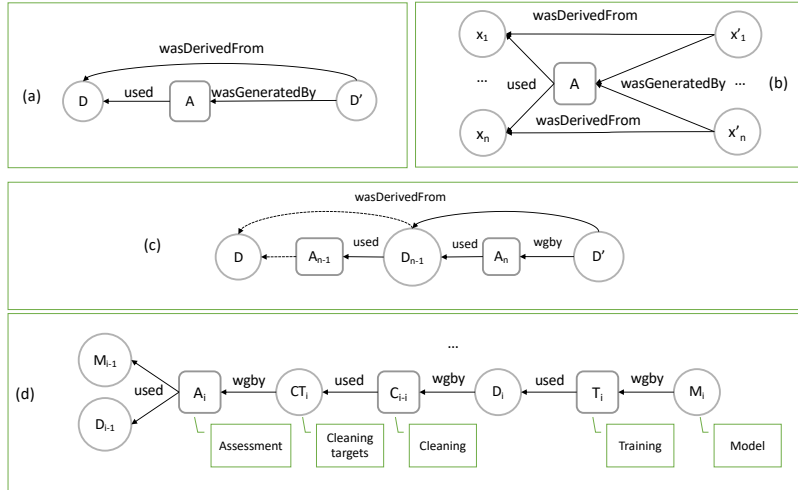 wasDerivedFrom
(a)
D
used
A
wasGeneratedBy
D'
wasDerivedFrom
x1
x'1
...
used
A
wasGeneratedBy
...
(b)
wasDerivedFrom
xn
x'n
wasDerivedFrom
(c)
D
An-1
used
Dn-1
used
An
wgby
D'
...
(d)
Mi-1
used
Di-1
Ai
wgby
CTi
used
Ci-i
wgby
Di
used
Ti
wgby
Mi
Assessment
Cleaning
targets
Cleaning
Training
Model